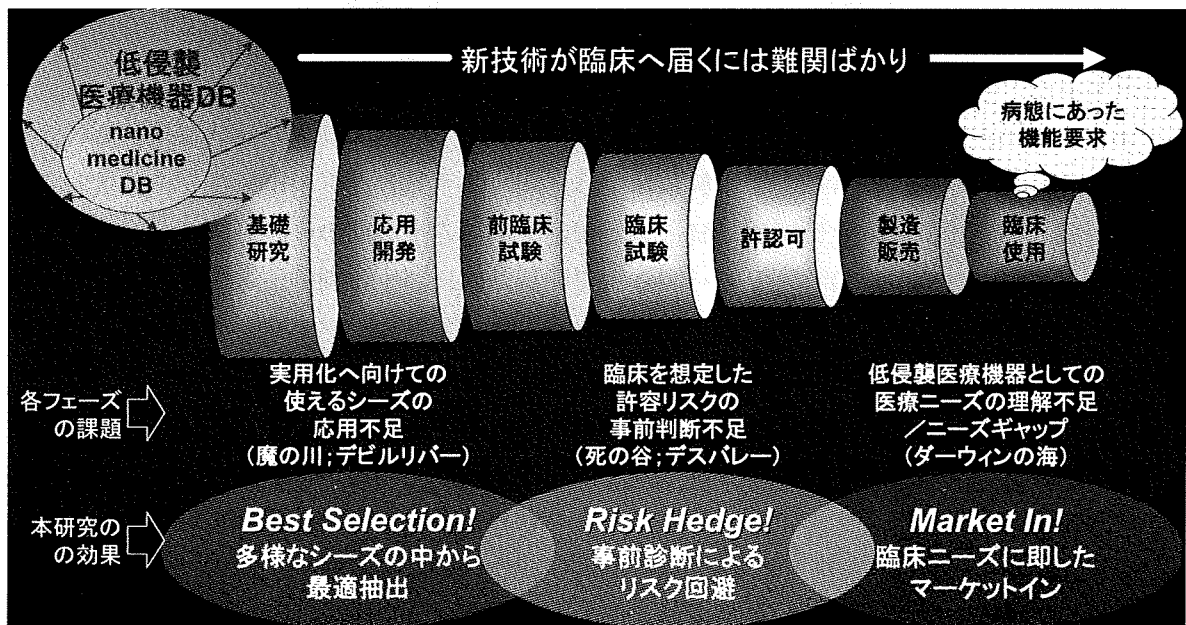 低侵襲
医療機器DB
nano
medicine
DB
新技術が臨床へ届くには難関ばかり
病態にあった
機能要求
基礎
研究
応用
開発
前臨床
試験
臨床
試験
許認可
製造
販売
臨床
使用
各フェーズ
の課題
実用化へ向けての
使えるシーズの
応用不足
(魔の川;デビルリバー)
臨床を想定した
許容リスクの
事前判断不足
(死の谷;デスバレー)
低侵襲医療機器としての
医療ニーズの理解不足
/ニーズギャップ
(ダーウィンの海)
本研究の
の効果
Best Selection!
多様なシーズの中から
最適抽出
Risk Hedge!
事前診断による
リスク回避
Market In!
臨床ニーズに即した
マーケットイン